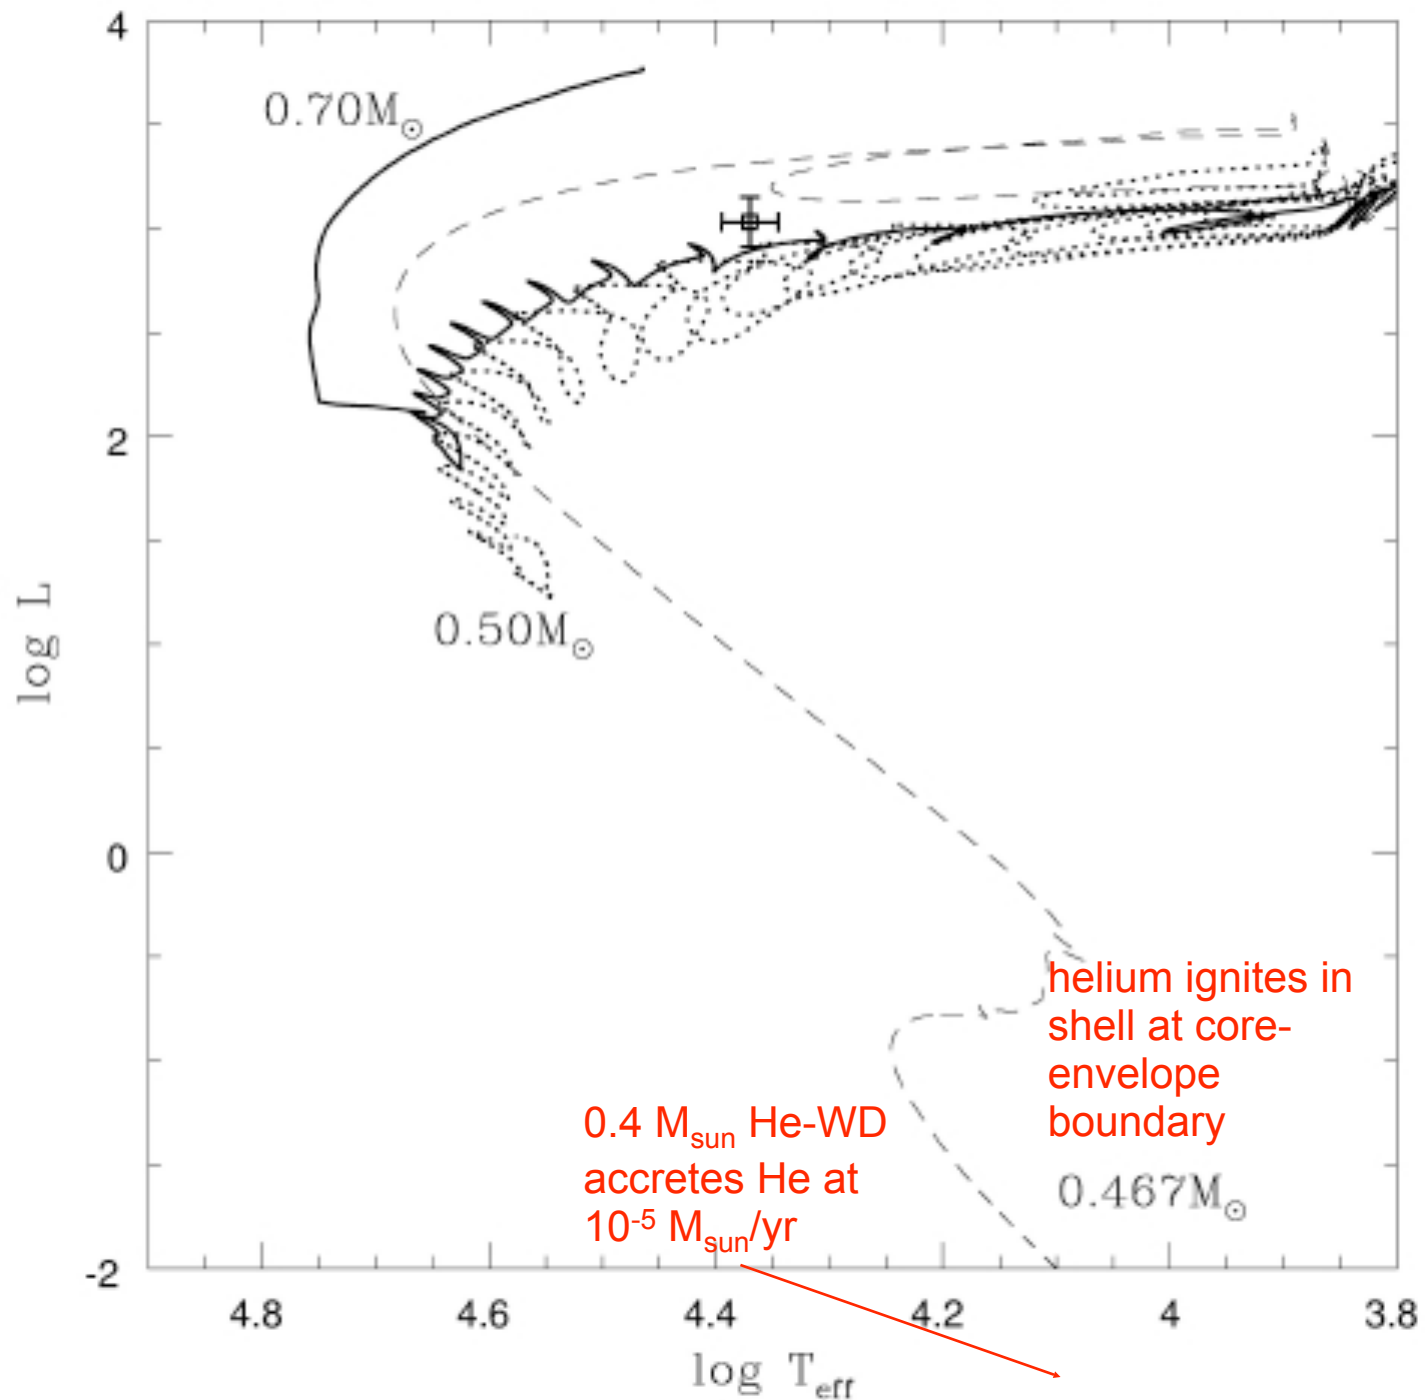 4
0.70M⊙
2
0.50M⊙
log L
0
helium ignites in
shell at core-
envelope
boundary
0.4 Msun He-WD
accretes He at
10-5 Msun/yr
0.467M⊙
-2
4.8 4.6 4.4 4.2 4 3.8
log Teff